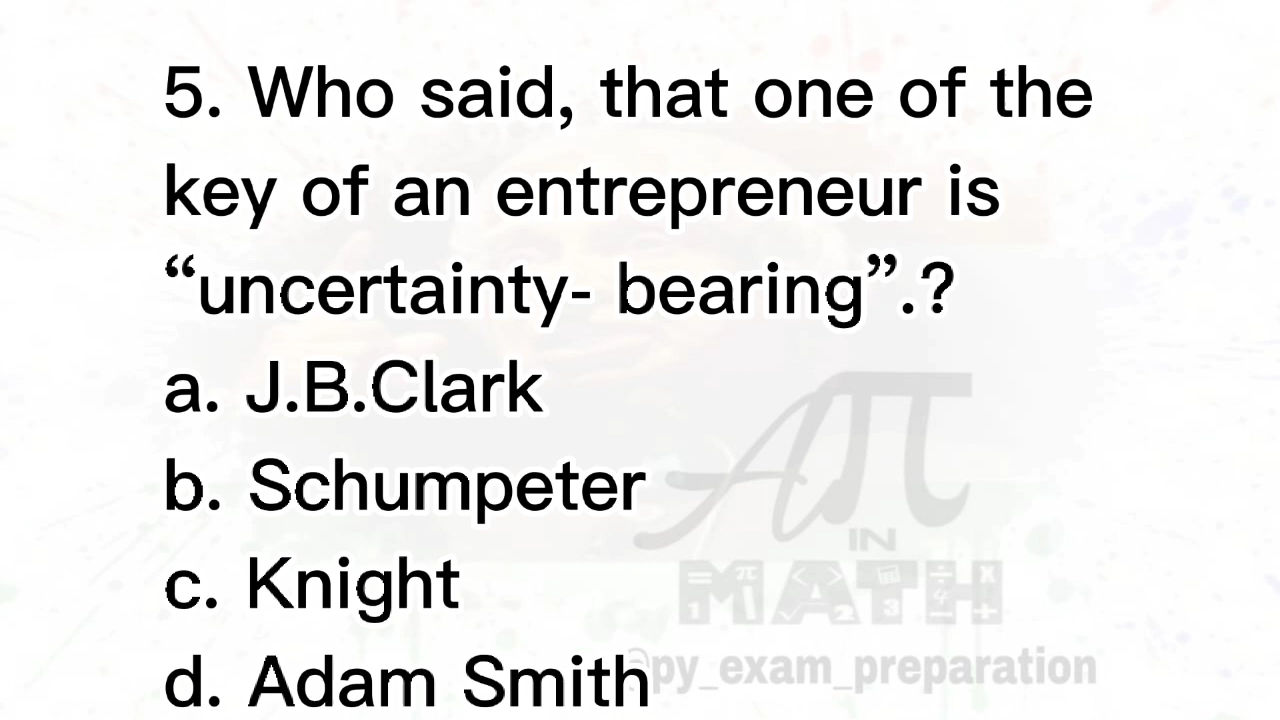 5. Who said, that one of the
key of an entrepreneur is
“uncertainty- bearing”.?
a. J.B.Clark
b. Schumpeter
c. Knight
d. Adam Smith
Aπ
IN
MATH
py_exam_preparation